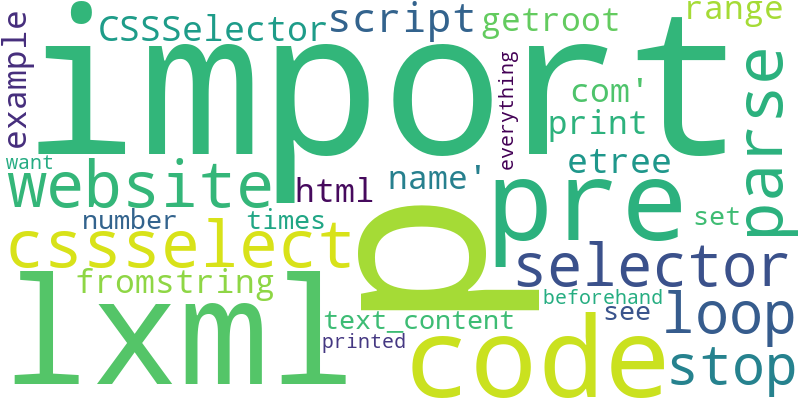 example
CSSSelector
script
getroot
range
import
everything
com'
print
parse
want
website
html
name'
etree
pre
number
times
p
set
cssselect
selector
fromstring
beforehand
lxml
text_content
see
loop
printed
code
stop